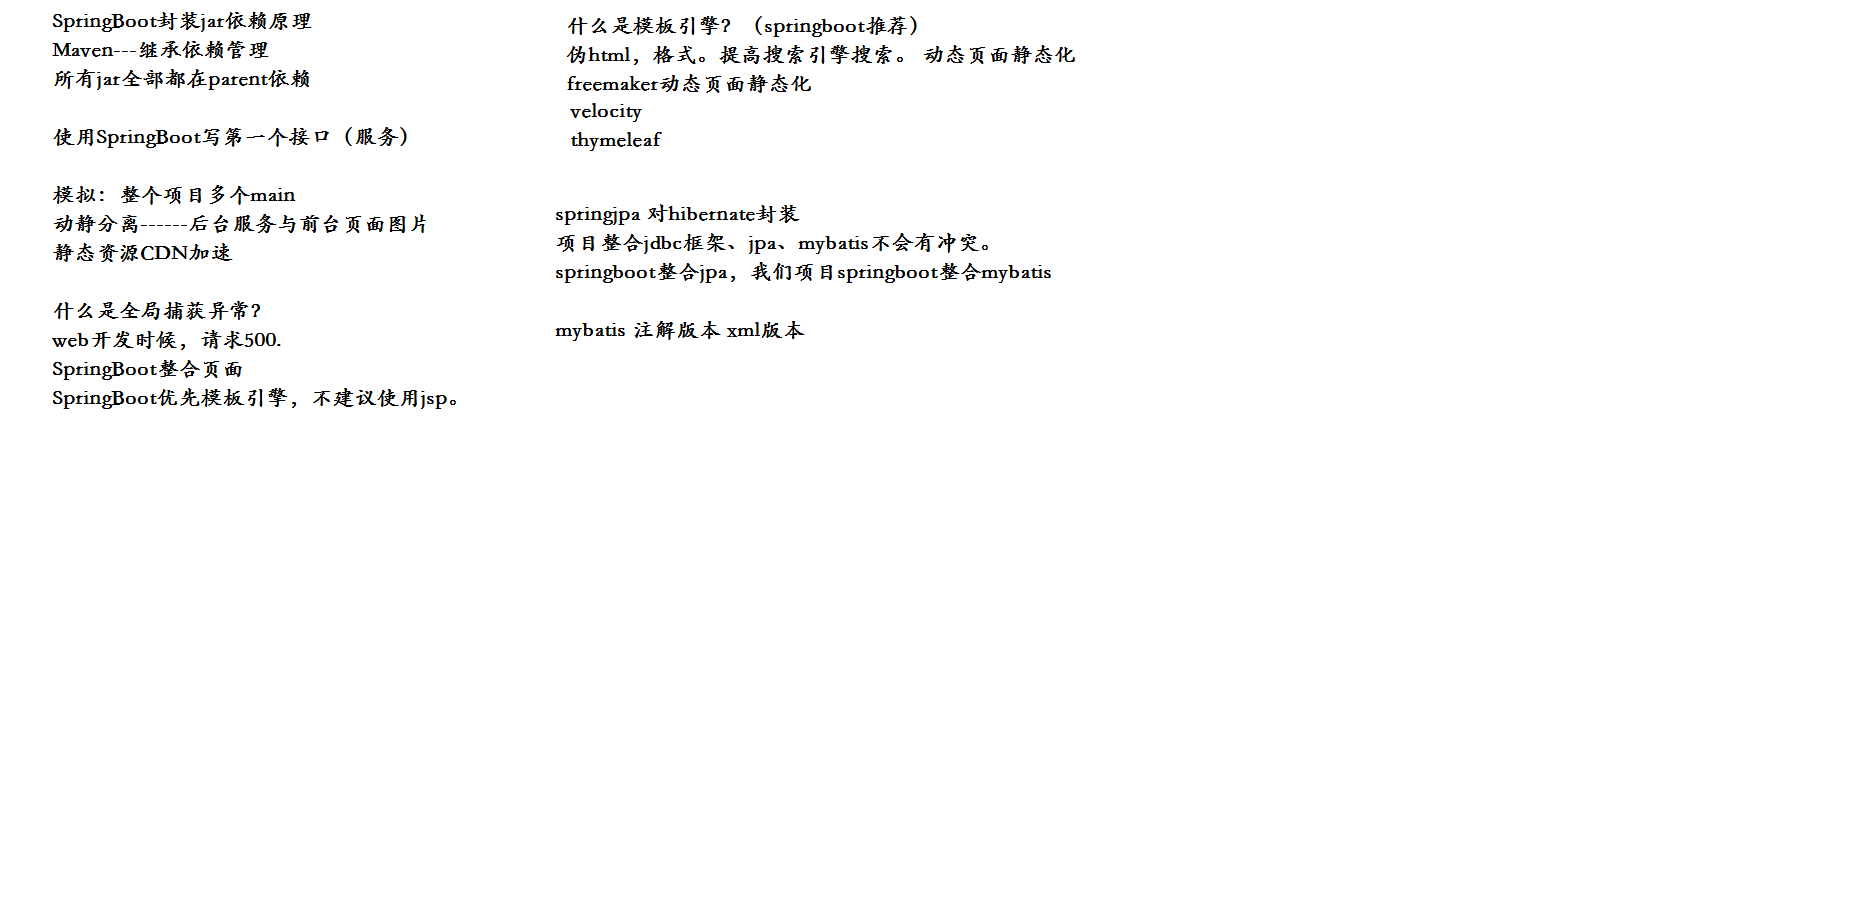 SpringBoot封装jar依赖原理
Maven---继承依赖管理
所有jar全部都在parent依赖
使用SpringBoot写第一个接口（服务）
模拟：整个项目多个main
动静分离------后台服务与前台页面图片
静态资源CDN加速
什么是全局捕获异常？
web开发时候，请求500.
SpringBoot整合页面
SpringBoot优先模板引擎，不建议使用jsp。
什么是模板引擎？（springboot推荐）
伪html，格式。提高搜索引擎搜索。 动态页面静态化
freemaker动态页面静态化
velocity
thymeleaf
springjpa 对hibernate封装
项目整合jdbc框架、jpa、mybatis不会有冲突。
springboot整合jpa，我们项目springboot整合mybatis
mybatis 注解版本 xml版本